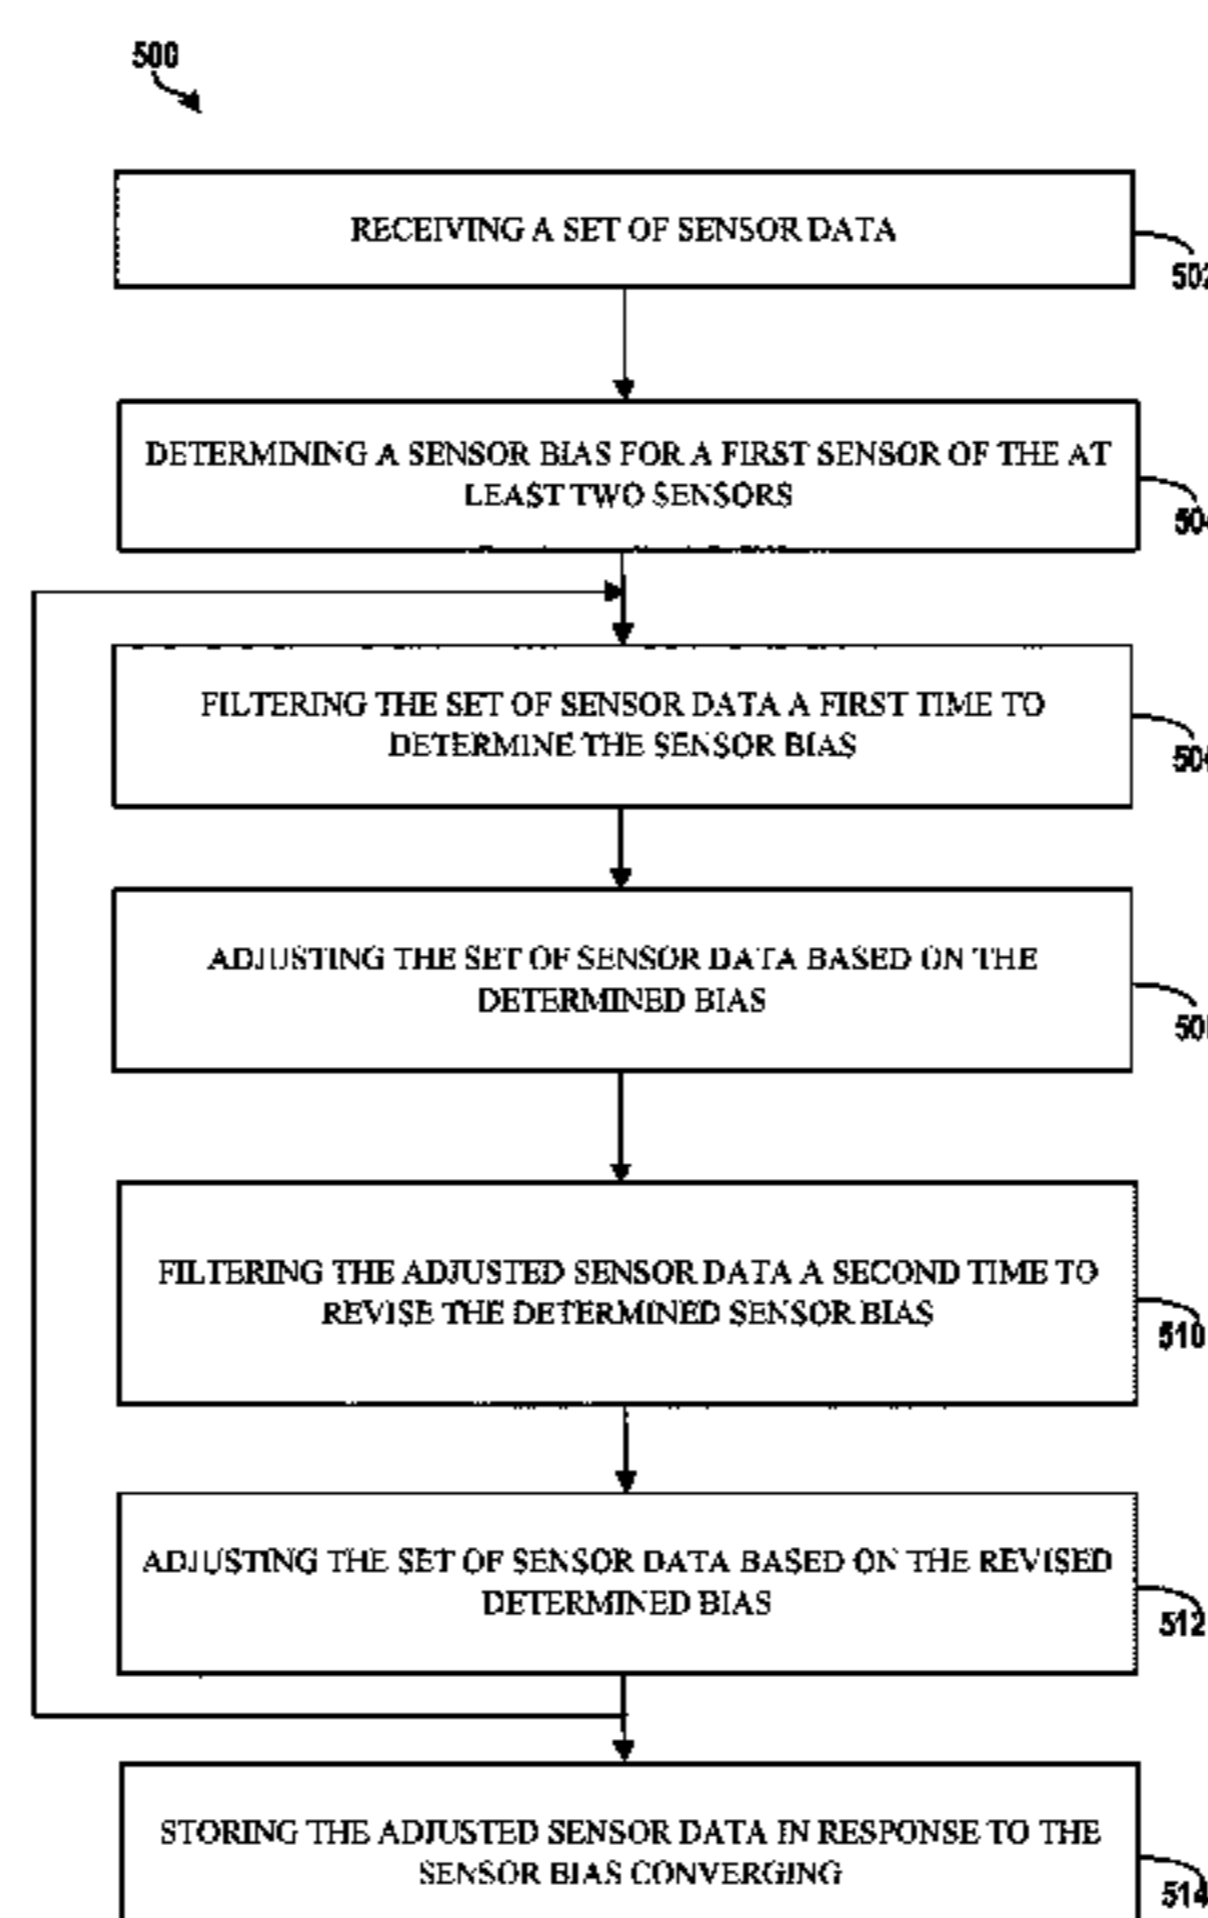 500
RECEIVING A SET OF SENSOR DATA
DETERMINING A SENSOR BIAS FOR A FIRST SENSOR OF THE AT
LEAST TWO SENSORS
FILTERING THE SET OF SENSOR DATA A FIRST TIME TO
DETERMINE THE SENSOR BIAS
ADJUSTING THE SET OF SENSOR DATA BASED ON THE
DETERMINED BIAS
FILTERING THE ADJUSTED SENSOR DATA A SECOND TIME TO
REVISE THE DETERMINED SENSOR BIAS
510
ADJUSTING THE SET OF SENSOR DATA BASED ON THE REVISED
DETERMINED BIAS
512
STORING THE ADJUSTED SENSOR DATA IN RESPONSE TO THE
SENSOR BIAS CONVERGING
514